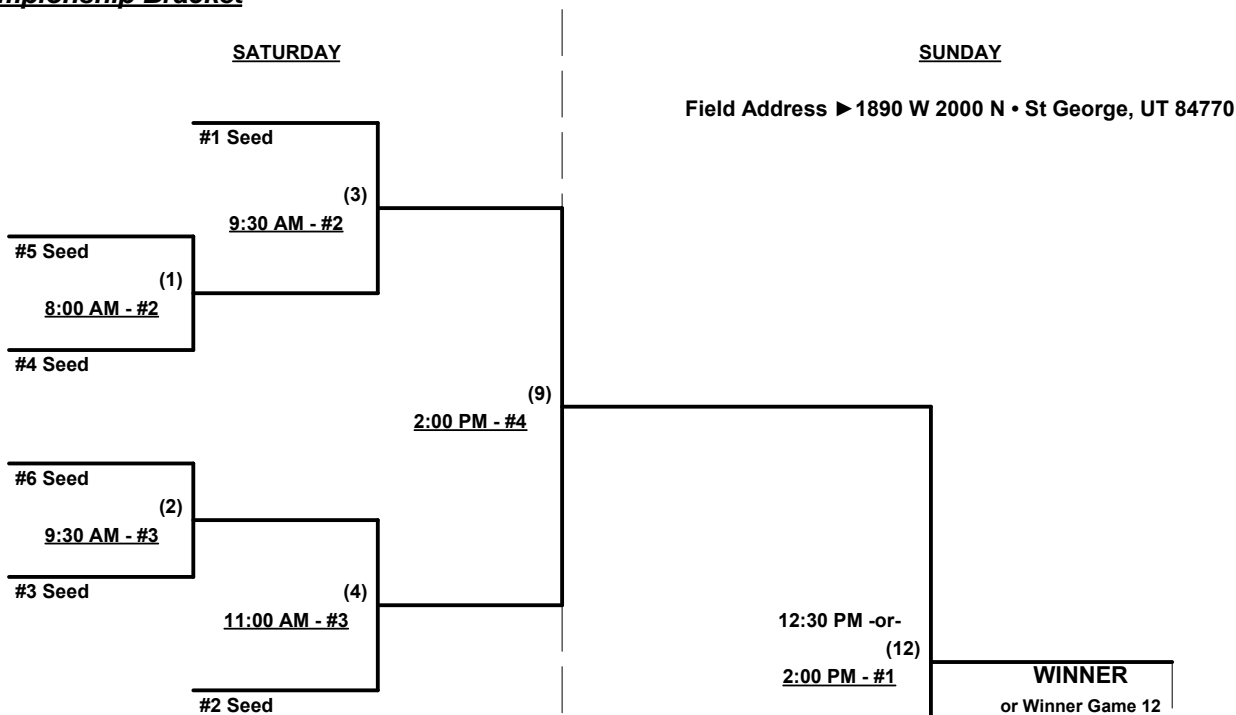 Bracket
SATURDAY
SUNDAY
Field Address ►1890 W 2000 N • St George, UT 84770
#1 Seed
(3)
9:30 AM - #2
#5 Seed
(1)
8:00 AM - #2
#4 Seed
(9)
2:00 PM - #4
#6 Seed
(2)
9:30 AM - #3
#3 Seed
(4)
11:00 AM - #3
#2 Seed
12:30 PM -or-
(12)
2:00 PM - #1
WINNER
or Winner Game 12